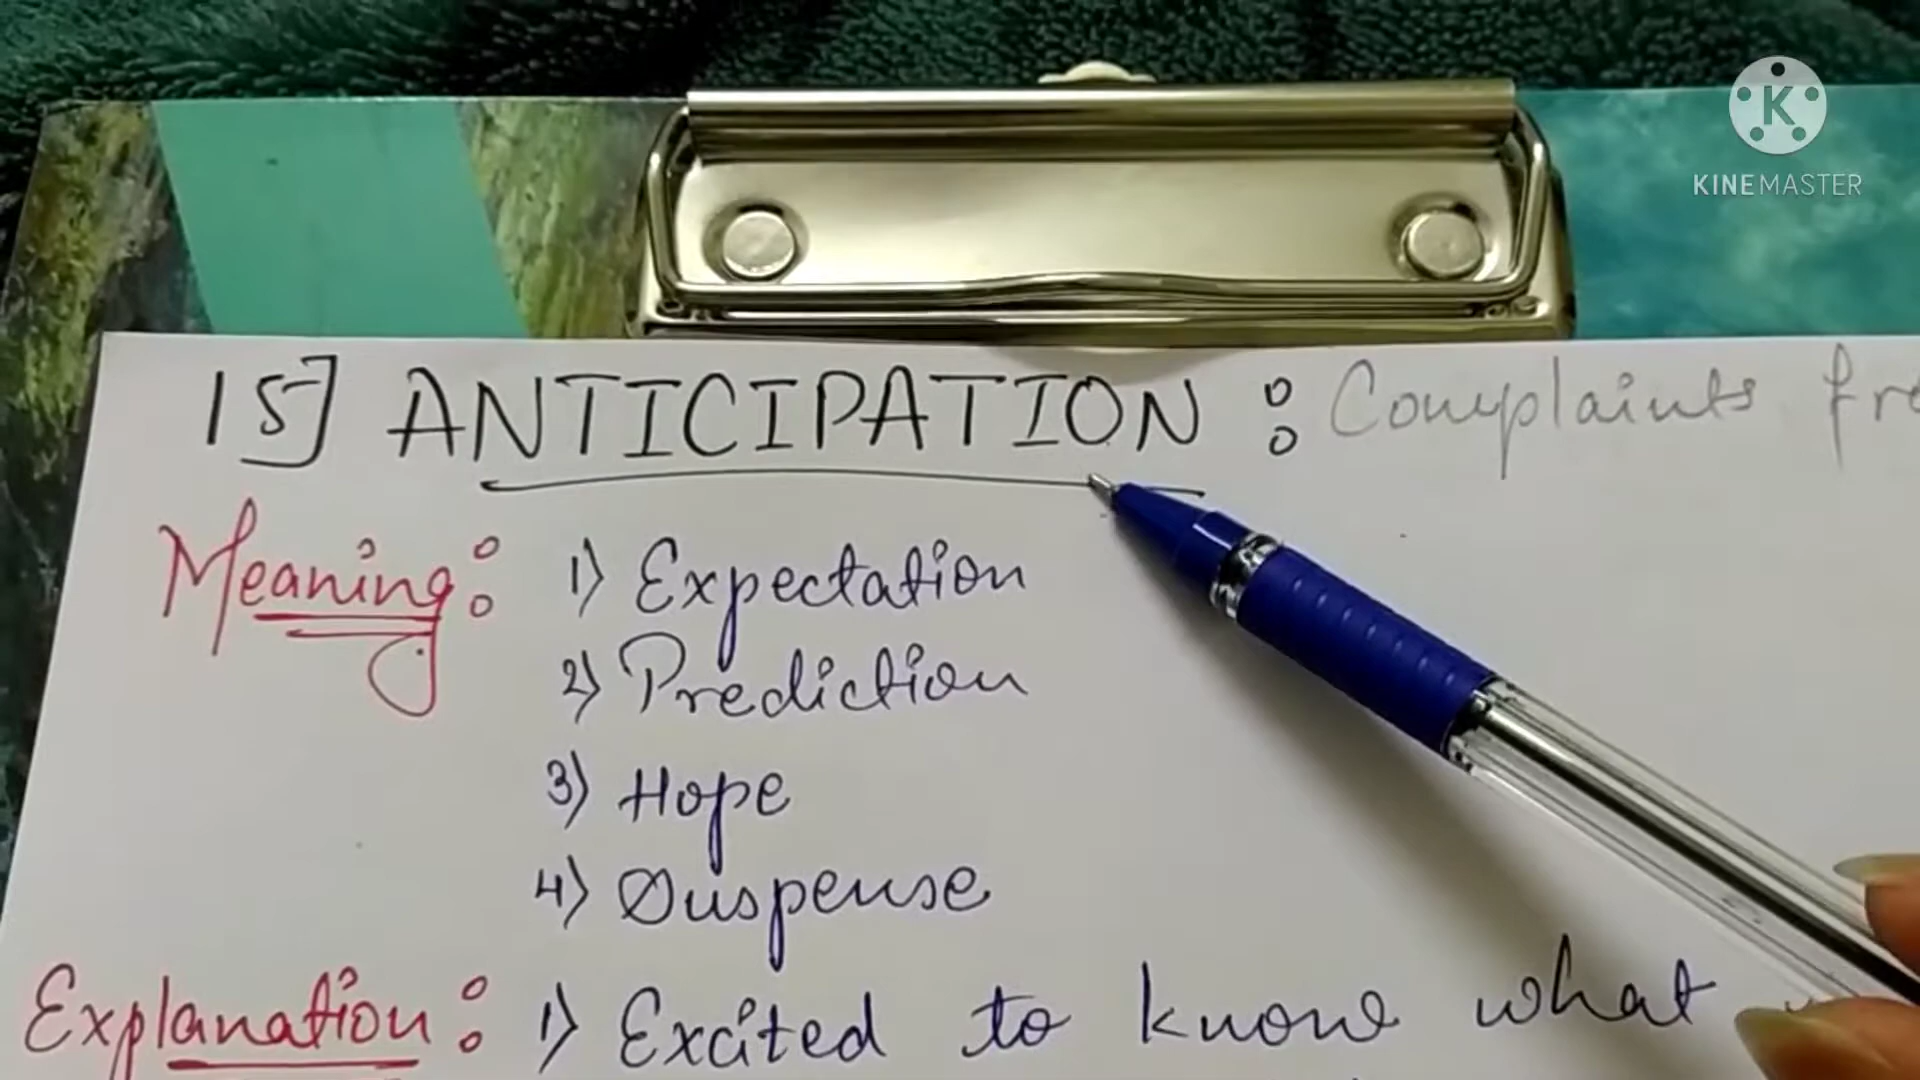 KINEMASTER
15] ANTICIPATION : Complaints
Meaning : 1) Expectation
2) Prediction
3) Hope
4) Suspense
Explanation : 1) Excited to know what